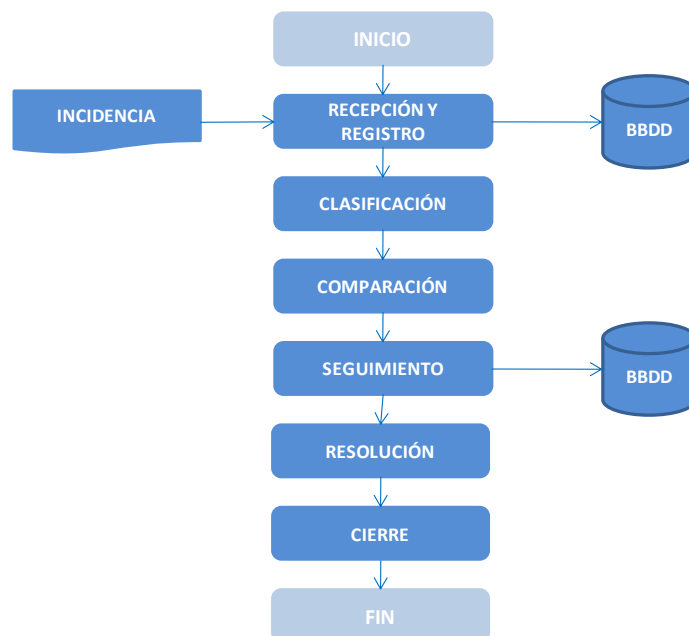 INICIO
INCIDENCIA
RECEPCIÓN Y
REGISTRO
BBDD
CLASIFICACIÓN
COMPARACIÓN
SEGUIMIENTO
BBDD
RESOLUCIÓN
CIERRE
FIN